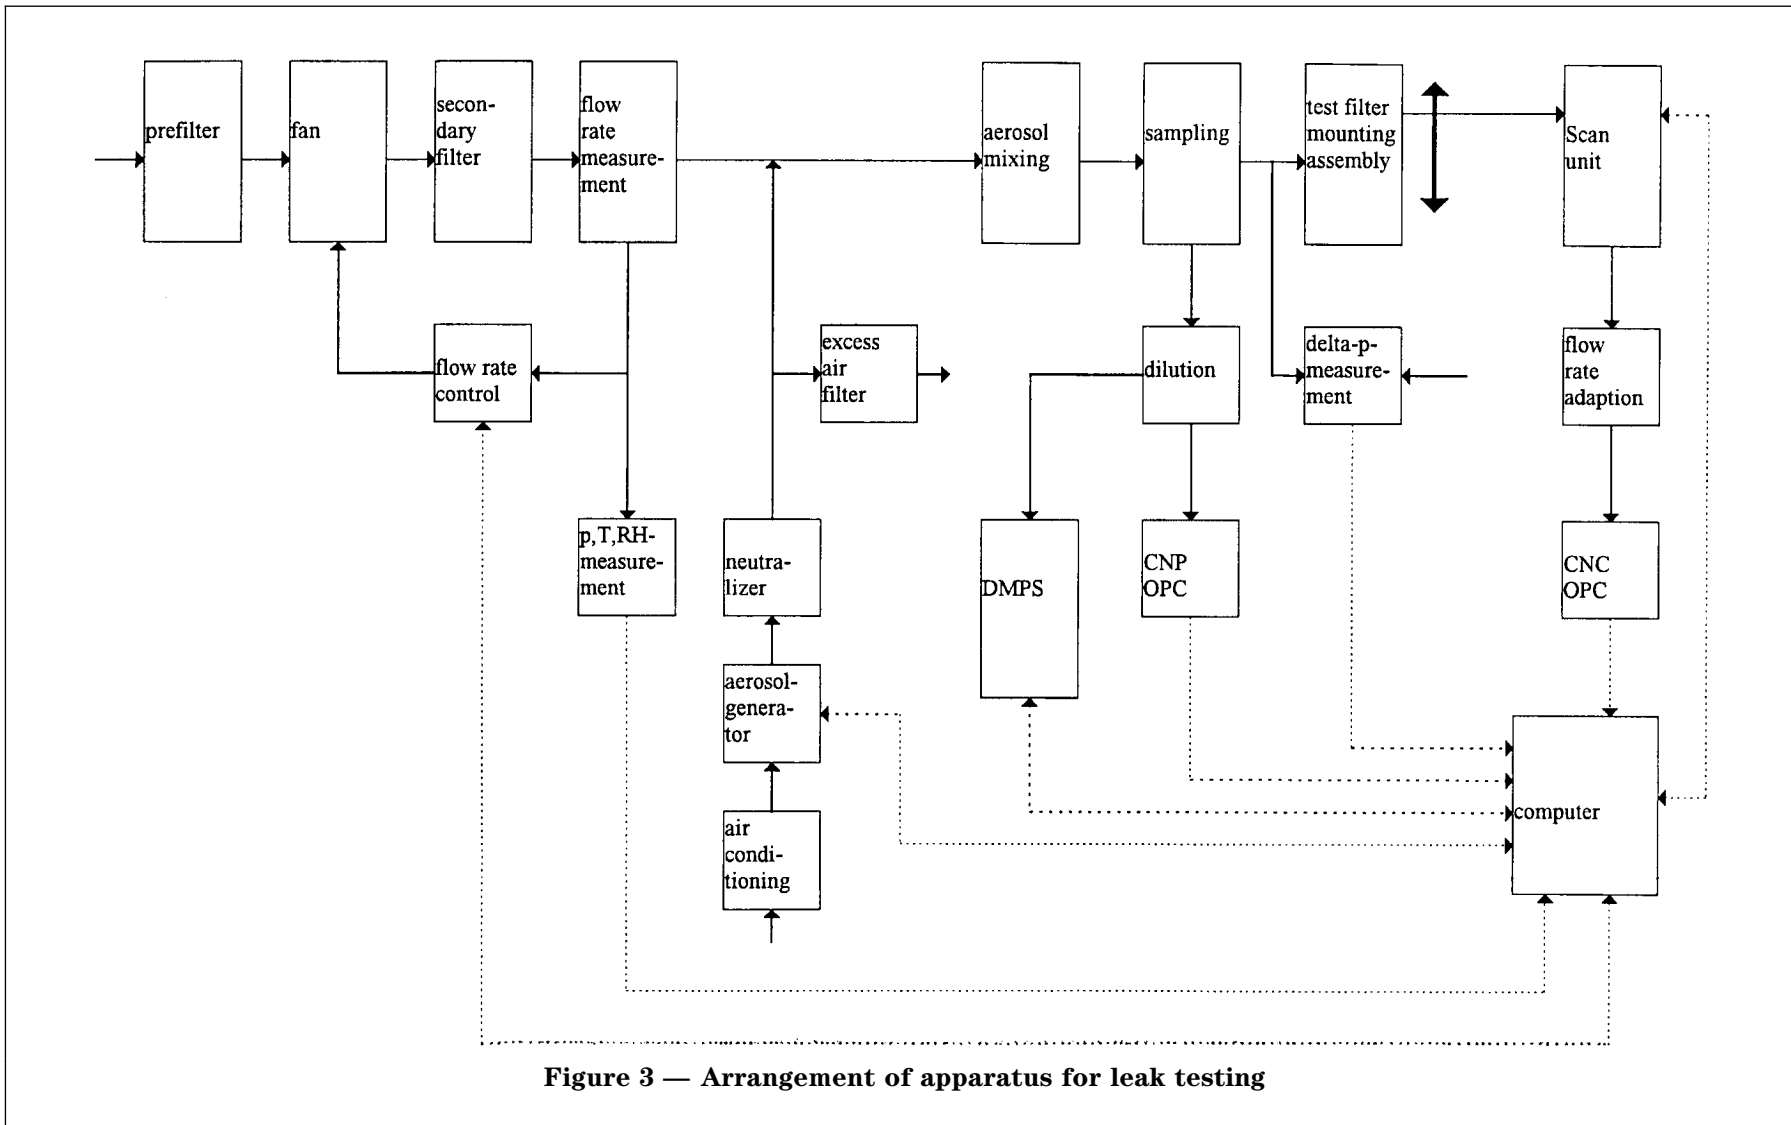 prefilter
fan
secon-
dary
filter
flow
rate
measure-
ment
aerosol
mixing
sampling
test filter
mounting
assembly
Scan
unit
flow rate
control
excess
air
filter
dilution
delta-p-
measure-
ment
flow
rate
adaption
p,T,RH-
measure-
ment
neutra-
lizer
DMPS
CNP
OPC
CNC
OPC
aerosol-
genera-
tor
computer
air
condi-
tioning
Figure 3 — Arrangement of apparatus for leak testing